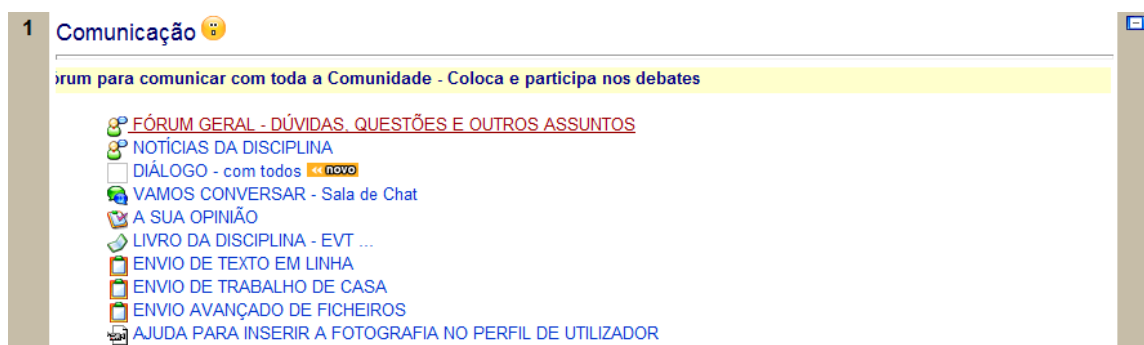 1
Comunicação
órum para comunicar com toda a Comunidade - Coloca e participa nos debates
FÓRUM GERAL - DÚVIDAS, QUESTÕES E OUTROS ASSUNTOS
NOTÍCIAS DA DISCIPLINA
DIÁLOGO - com todos novo
VAMOS CONVERSAR - Sala de Chat
A SUA OPINIÃO
LIVRO DA DISCIPLINA - EVT ...
ENVIO DE TEXTO EM LINHA
ENVIO DE TRABALHO DE CASA
ENVIO AVANÇADO DE FICHEIROS
AJUDA PARA INSERIR A FOTOGRAFIA NO PERFIL DE UTILIZADOR